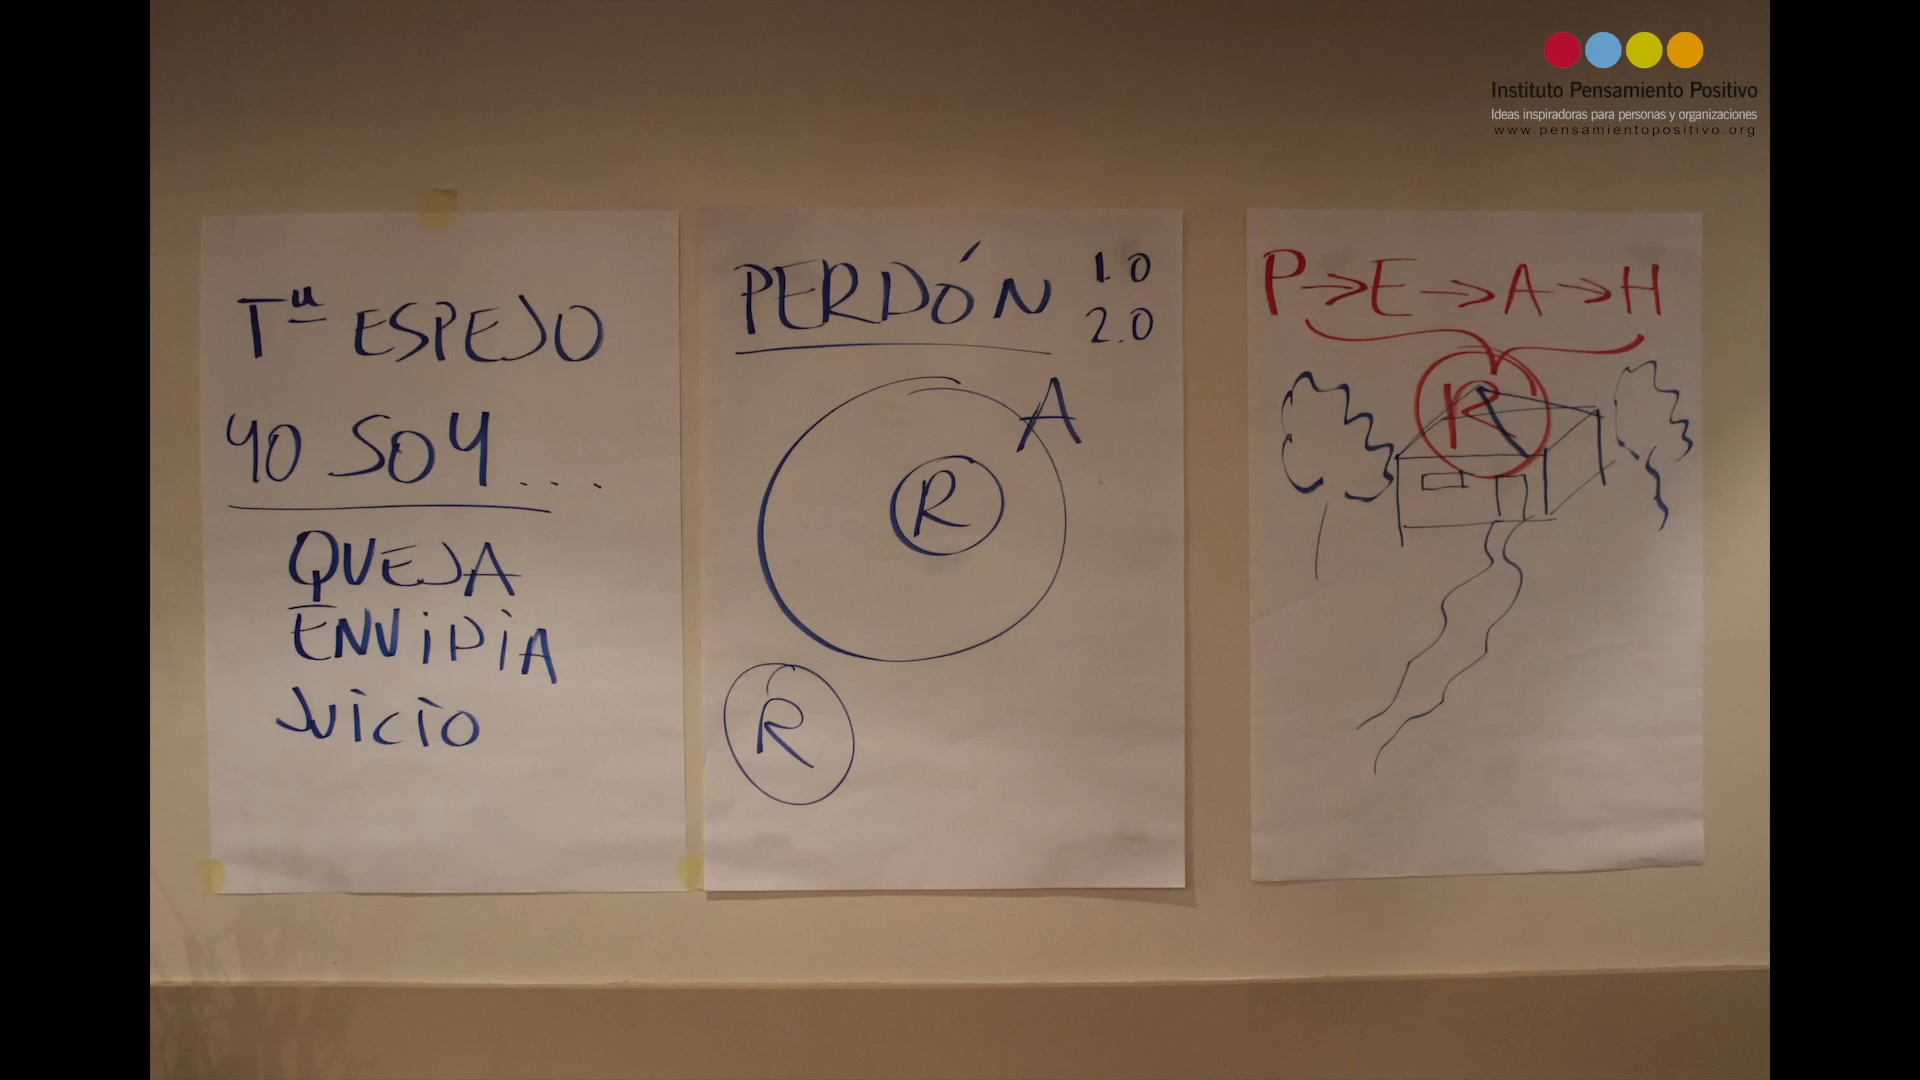 Instituto Pensamiento Positivo
Ideas inspiradoras para personas y organizaciones
www.pensamientopositivo.org
Tª ESPEJO
YO SOY...
QUEJA
ENVIDIA
JUICIO
PERDÓN 1.0
2.0
A
R
R
P → E → A → H
R